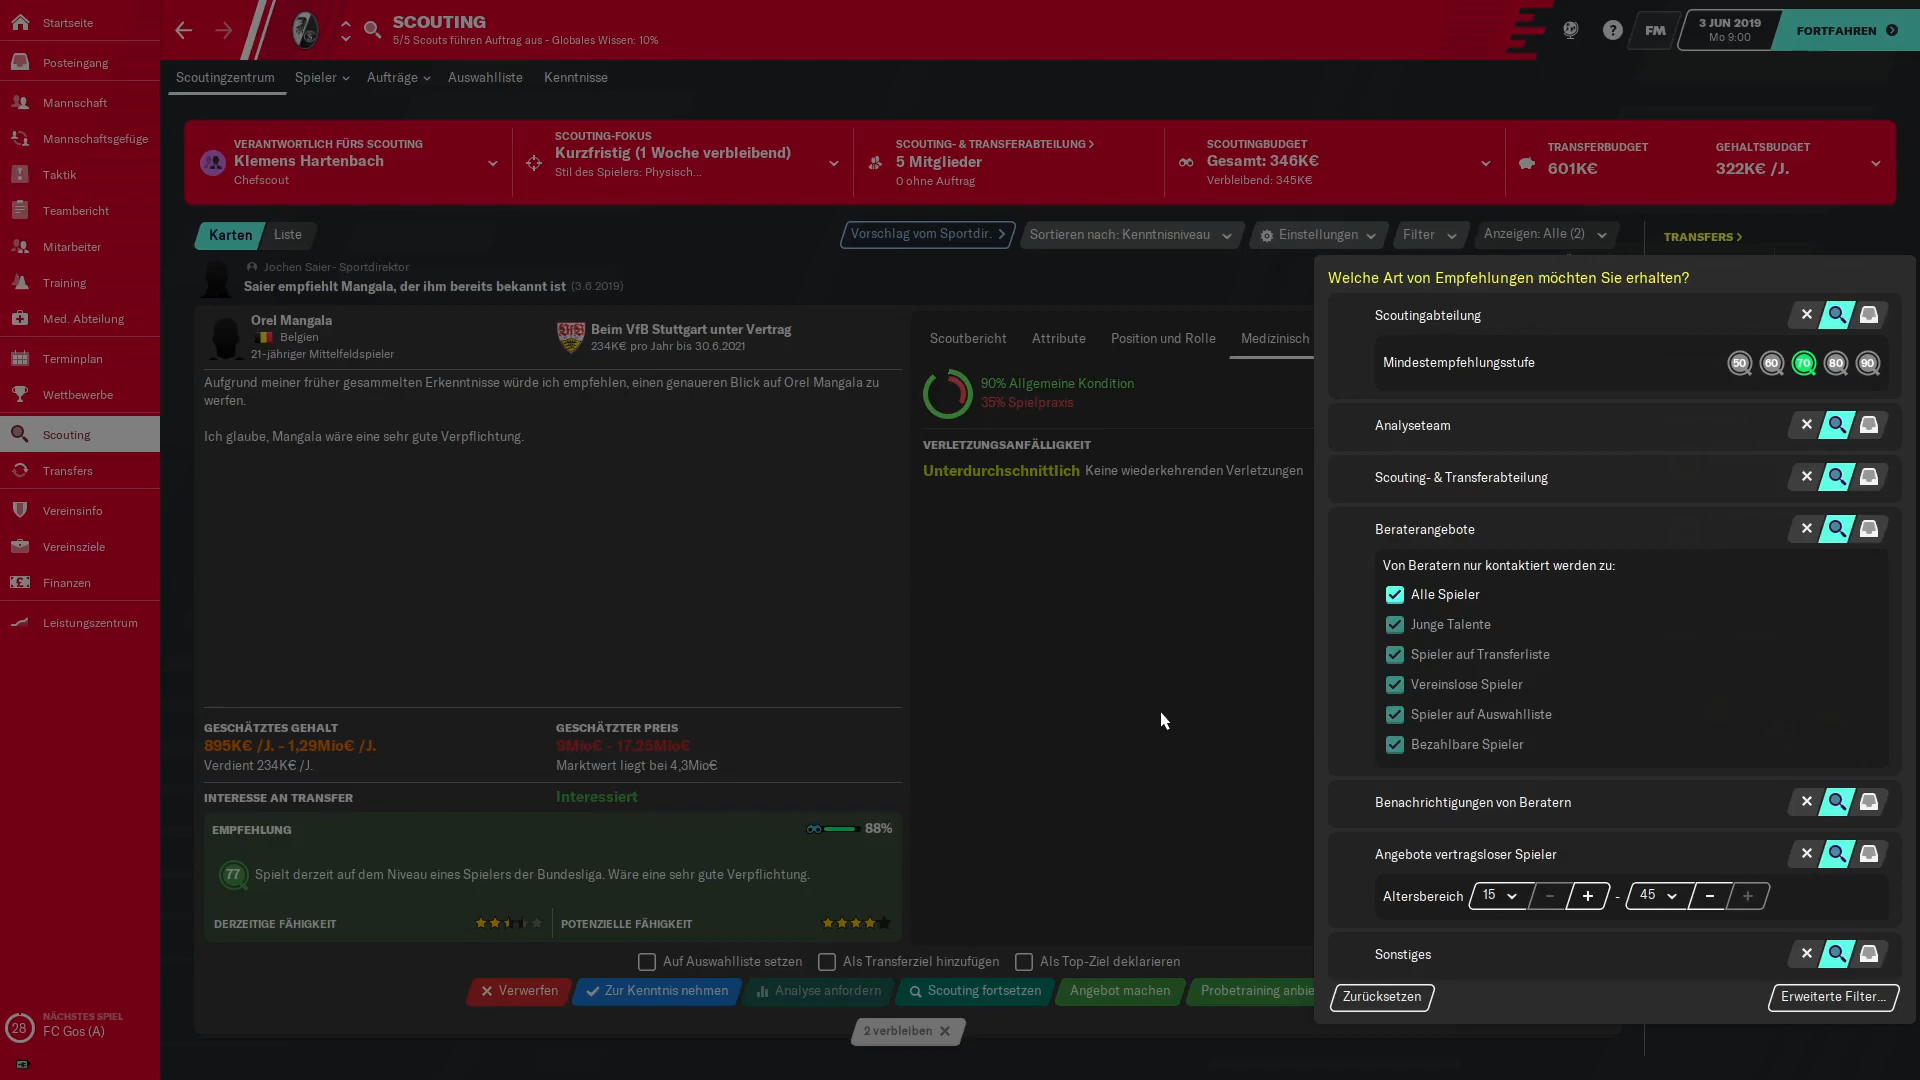 Startseite
Posteingang
Mannschaft
Mannschaftsgefüge
Taktik
Teambericht
Mitarbeiter
Training
Med. Abteilung
Terminplan
Wettbewerbe
Scouting
Transfers
Vereinsinfo
Vereinsziele
Finanzen
Leistungszentrum
28
NÄCHSTES SPIEL
FC Gos (A)
SCOUTING
5/5 Scouts führen Auftrag aus - Globales Wissen: 10%
?
FM
3 JUN 2019
Mo 9:00
FORTFAHREN
Scoutingzentrum Spieler Aufträge Auswahlliste Kenntnisse
VERANTWORTLICH FÜRS SCOUTING
Klemens Hartenbach
Chefscout
SCOUTING-FOKUS
Kurzfristig (1 Woche verbleibend)
Stil des Spielers: Physisch...
SCOUTING- & TRANSFERABTEILUNG >
5 Mitglieder
0 ohne Auftrag
SCOUTINGBUDGET
Gesamt: 346K€
Verbleibend: 345K€
TRANSFERBUDGET
601K€
GEHALTSBUDGET
322K€ /J.
Karten Liste
Vorschlag vom Sportdir. >
Sortieren nach: Kenntnisniveau
Einstellungen
Filter
Anzeigen: Alle (2)
TRANSFERS >
Jochen Saier- Sportdirektor
Saier empfiehlt Mangala, der ihm bereits bekannt ist (3.6.2019)
Orel Mangala
Belgien
21-jähriger Mittelfeldspieler
Beim VfB Stuttgart unter Vertrag
234K€ pro Jahr bis 30.6.2021
Aufgrund meiner früher gesammelten Erkenntnisse würde ich empfehlen, einen genaueren Blick auf Orel Mangala zu
werfen.
Ich glaube, Mangala wäre eine sehr gute Verpflichtung.
GESCHÄTZTES GEHALT
895K€ /J. - 1,29Mio€ /J.
Verdient 234K€ /J.
GESCHÄTZTER PREIS
9Mio€ - 17,25Mio€
Marktwert liegt bei 4,3Mio€
INTERESSE AN TRANSFER
Interessiert
EMPFEHLUNG
88%
77 Spielt derzeit auf dem Niveau eines Spielers der Bundesliga. Wäre eine sehr gute Verpflichtung.
DERZEITIGE FÄHIGKEIT
POTENZIELLE FÄHIGKEIT
Scoutbericht Attribute Position und Rolle Medizinisch
90% Allgemeine Kondition
35% Spielpraxis
VERLETZUNGSANFÄLLIGKEIT
Unterdurchschnittlich Keine wiederkehrenden Verletzungen
Auf Auswahlliste setzen
Als Transferziel hinzufügen
Als Top-Ziel deklarieren
Verwerfen
Zur Kenntnis nehmen
Analyse anfordern
Scouting fortsetzen
Angebot machen
Probetraining anbie
2 verbleiben
Welche Art von Empfehlungen möchten Sie erhalten?
Scoutingabteilung
Mindestempfehlungsstufe
50 60 70 80 90
Analyseteam
Scouting- & Transferabteilung
Beraterangebote
Von Beratern nur kontaktiert werden zu:
Alle Spieler
Junge Talente
Spieler auf Transferliste
Vereinslose Spieler
Spieler auf Auswahlliste
Bezahlbare Spieler
Benachrichtigungen von Beratern
Angebote vertragsloser Spieler
Altersbereich 15 - + - 45 - +
Sonstiges
Zurücksetzen
Erweiterte Filter...